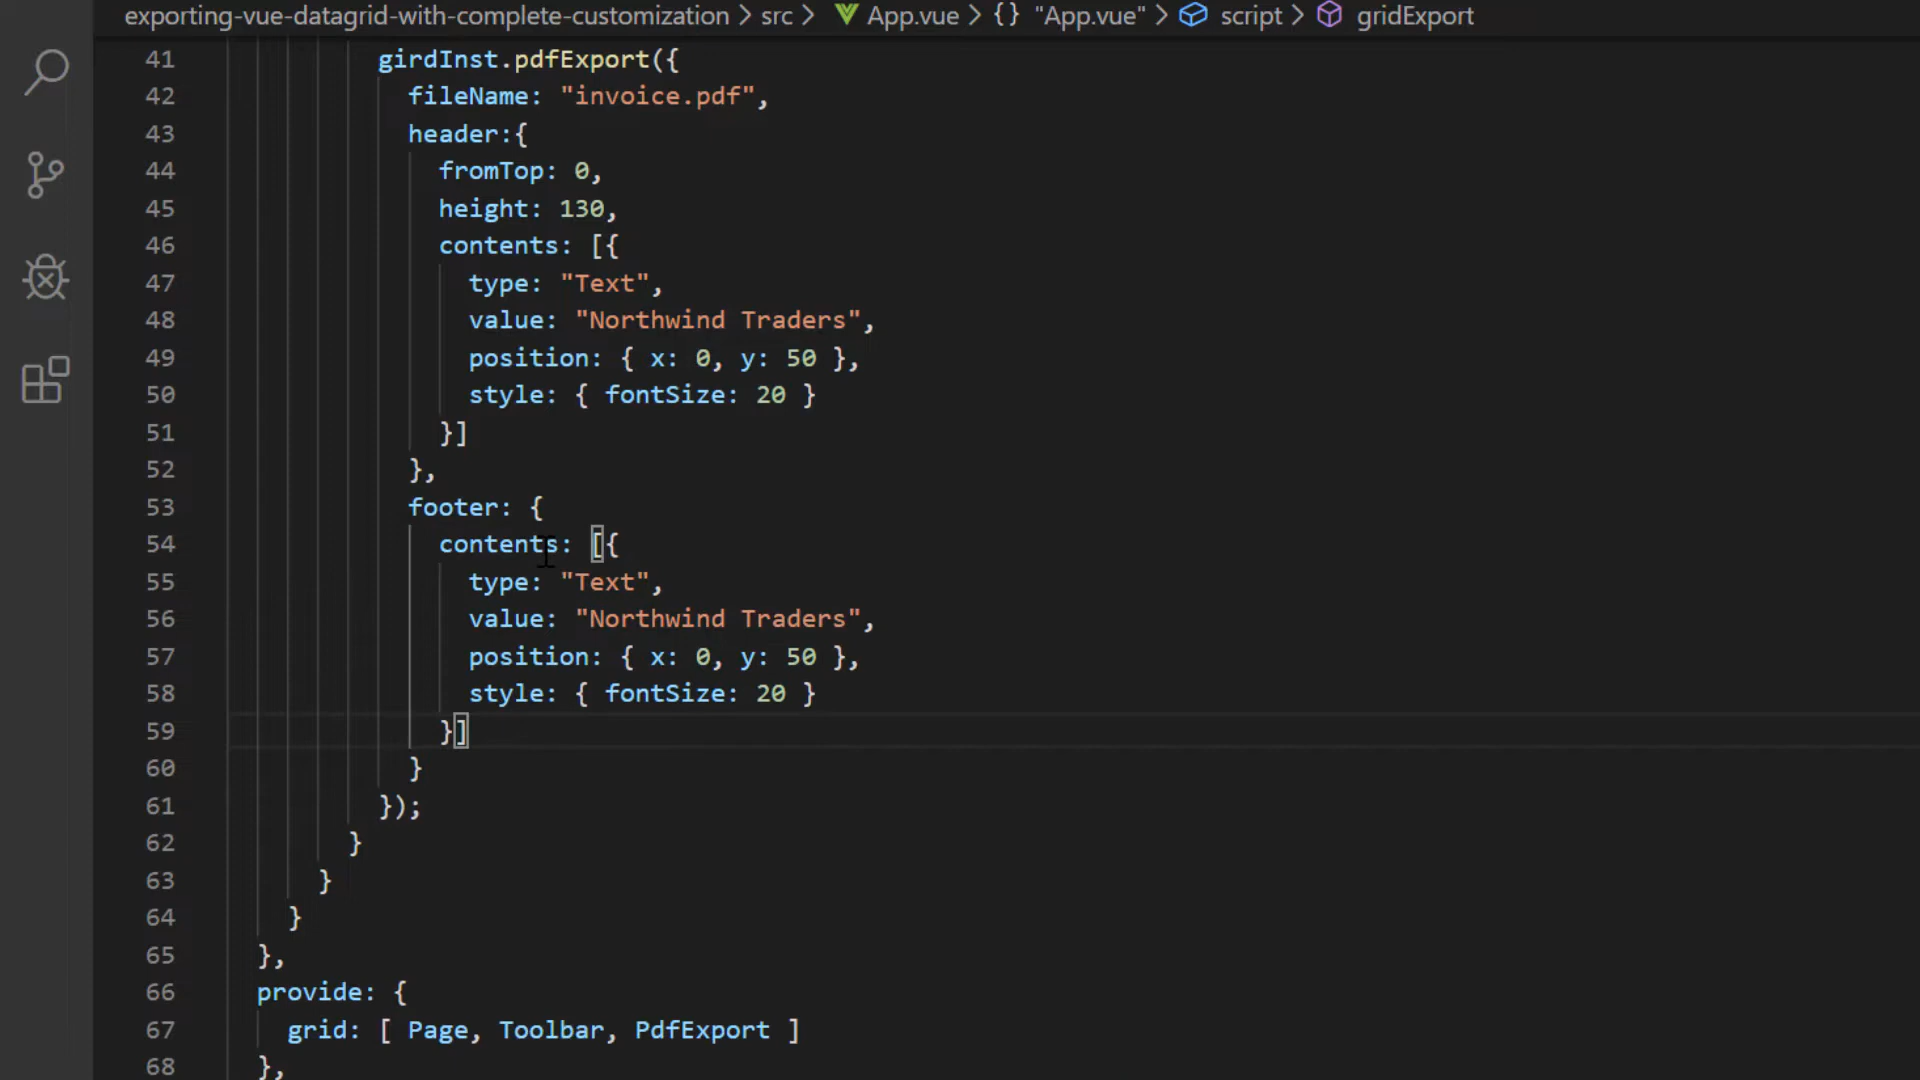 exporting-vue-datagrid-with-complete-customization > src > App.vue > {} "App.vue" > script > gridExport
41 girdInst.pdfExport({
42 fileName: "invoice.pdf",
43 header:{
44 fromTop: 0,
45 height: 130,
46 contents: [{
47 type: "Text",
48 value: "Northwind Traders",
49 position: { x: 0, y: 50 },
50 style: { fontSize: 20 }
51 }]
52 },
53 footer: {
54 contents: [{
55 type: "Text",
56 value: "Northwind Traders",
57 position: { x: 0, y: 50 },
58 style: { fontSize: 20 }
59 }]
60 }
61 });
62 }
63 }
64 }
65 },
66 provide: {
67 grid: [ Page, Toolbar, PdfExport ]
68 },